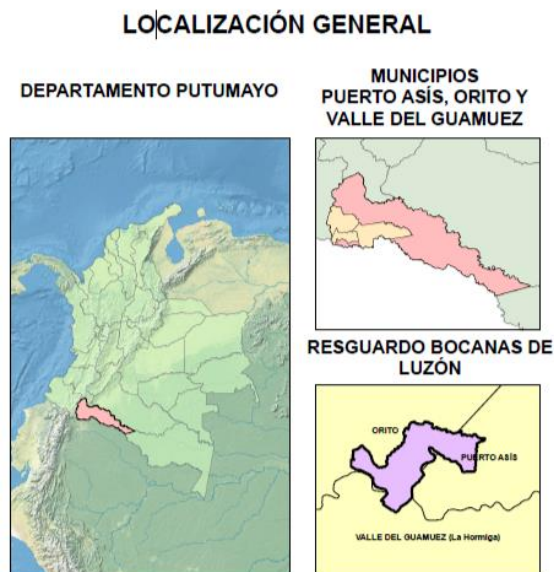 LOCALIZACIÓN GENERAL
DEPARTAMENTO PUTUMAYO
MUNICIPIOS
PUERTO ASÍS, ORITO Y
VALLE DEL GUAMUEZ
RESGUARDO BOCANAS DE
LUZÓN
ORITO
PUERTO ASÍS
VALLE DEL GUAMUEZ (La Hormiga)